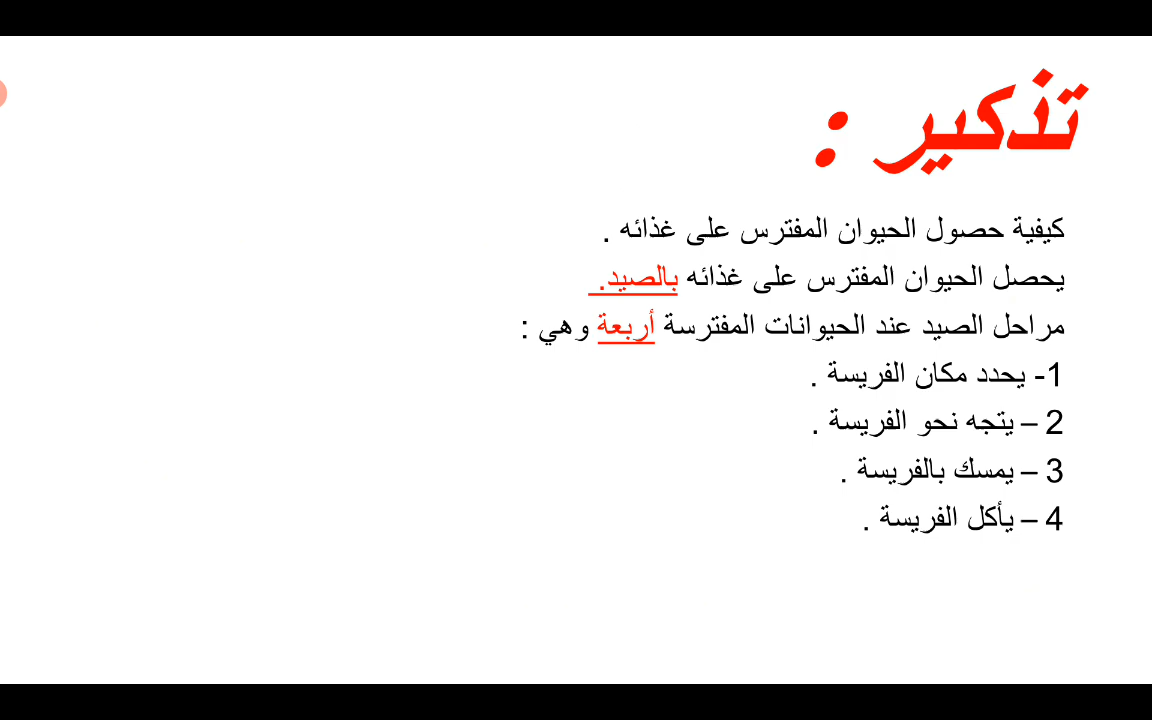 تذكير :
كيفية حصول الحيوان المفترس على غذائه .
يحصل الحيوان المفترس على غذائه بالصيد.
مراحل الصيد عند الحيوانات المفترسة أربعة وهي :
1- يحدد مكان الفريسة .
2 – يتجه نحو الفريسة .
3 – يمسك بالفريسة .
4 – يأكل الفريسة .